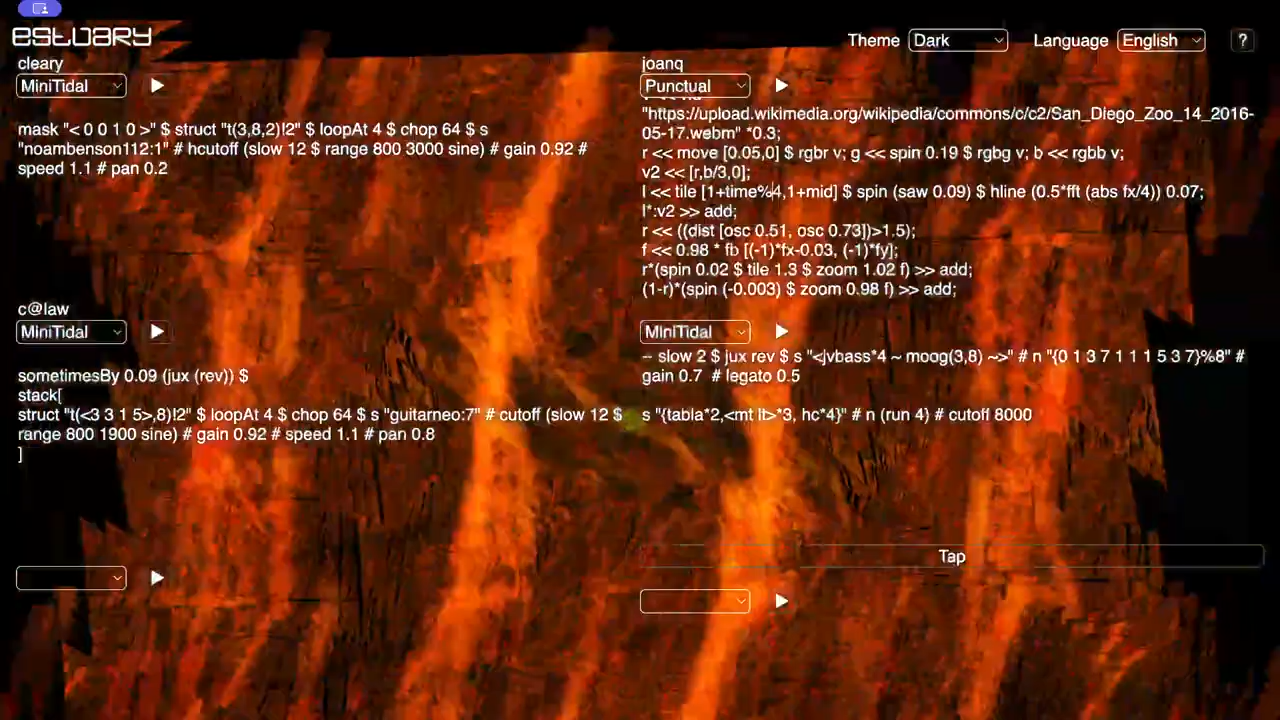 estuary
Theme Dark Language English ?
cleary
MiniTidal
mask "< 0 0 1 0 >" $ struct "t(3,8,2)!2" $ loopAt 4 $ chop 64 $ s
"noambenson112:1" # hcutoff (slow 12 $ range 800 3000 sine) # gain 0.92 #
speed 1.1 # pan 0.2
joanq
Punctual
"https://upload.wikimedia.org/wikipedia/commons/c/c2/San_Diego_Zoo_14_2016-
05-17.webm" *0.3;
r << move [0.05,0] $ rgbr v; g << spin 0.19 $ rgbg v; b << rgbb v;
v2 << [r,b/3,0];
l << tile [1+time%4,1+mid] $ spin (saw 0.09) $ hline (0.5*fft (abs fx/4)) 0.07;
l*:v2 >> add;
r << ((dist [osc 0.51, osc 0.73])>1.5);
f << 0.98 * fb [(-1)*fx-0.03, (-1)*fy];
r*(spin 0.02 $ tile 1.3 $ zoom 1.02 f) >> add;
(1-r)*(spin (-0.003) $ zoom 0.98 f) >> add;
c@law
MiniTidal
sometimesBy 0.09 (jux (rev)) $
stack[
struct "t(<3 3 1 5>,8)!2" $ loopAt 4 $ chop 64 $ s "guitarneo:7" # cutoff (slow 12 $
range 800 1900 sine) # gain 0.92 # speed 1.1 # pan 0.8
]
MiniTidal
-- slow 2 $ jux rev $ s "<jvbass*4 ~ moog(3,8) ~>" # n "{0 1 3 7 1 1 1 5 3 7}%8" #
gain 0.7 # legato 0.5
s "{tabla*2,<mt lt>*3, hc*4}" # n (run 4) # cutoff 8000
Tap